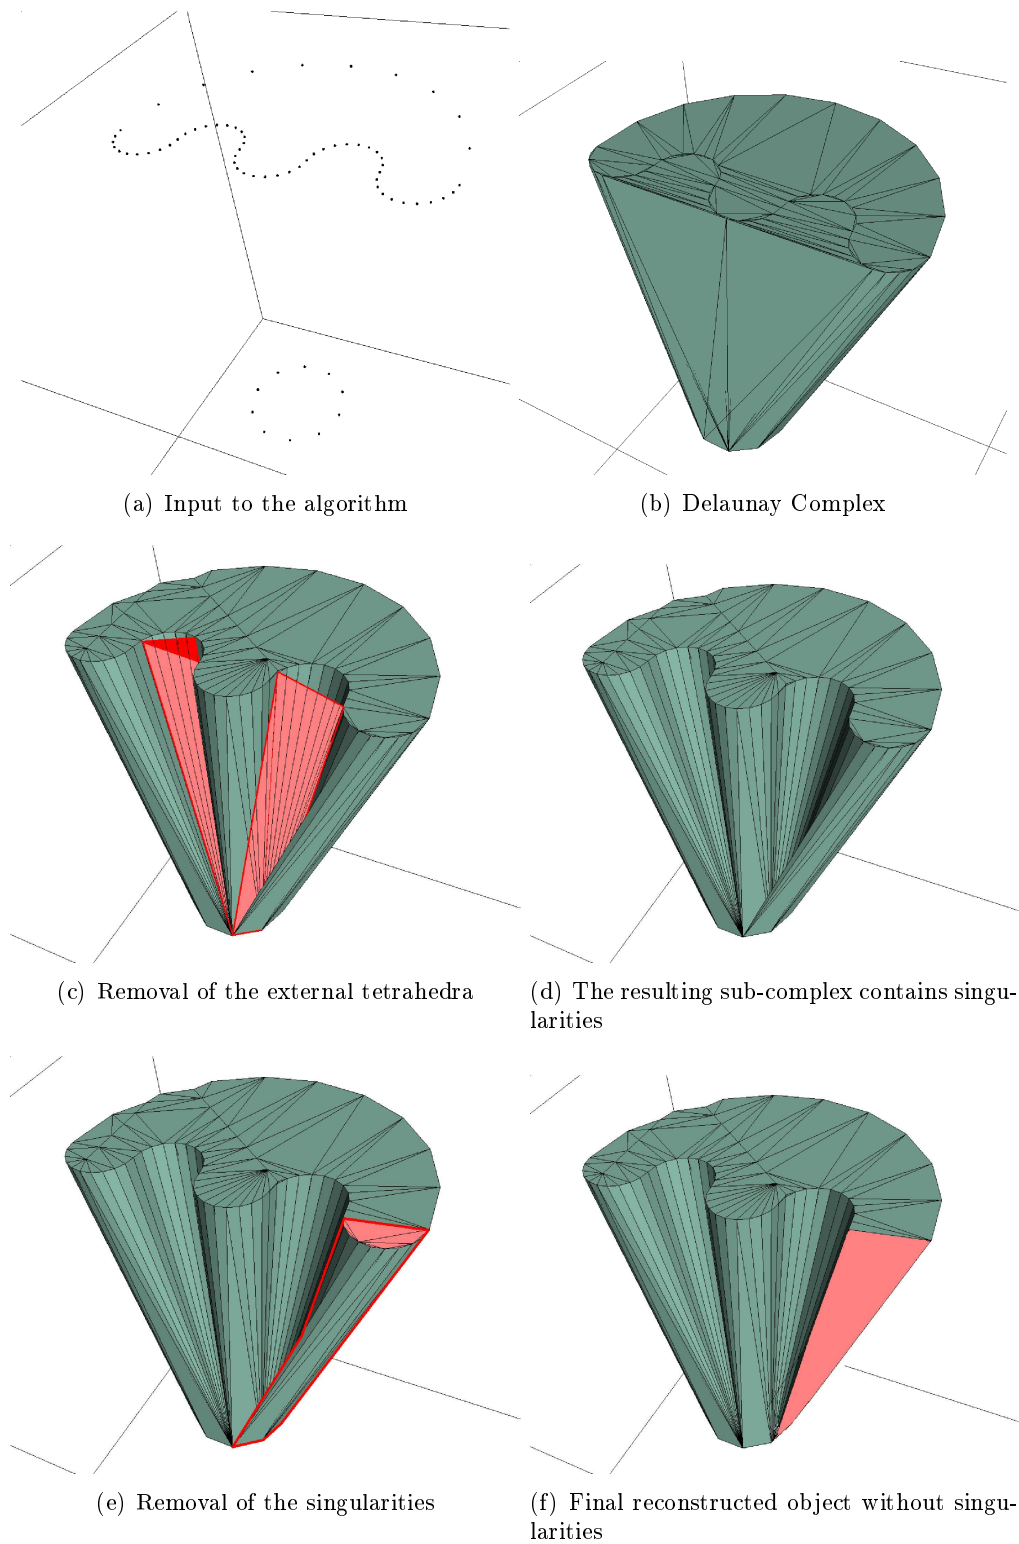 (a) Input to the algorithm
(b) Delaunay Complex
(c) Removal of the external tetrahedra
(d) The resulting sub-complex contains singu-
larities
(e) Removal of the singularities
(f) Final reconstructed object without singu-
larities